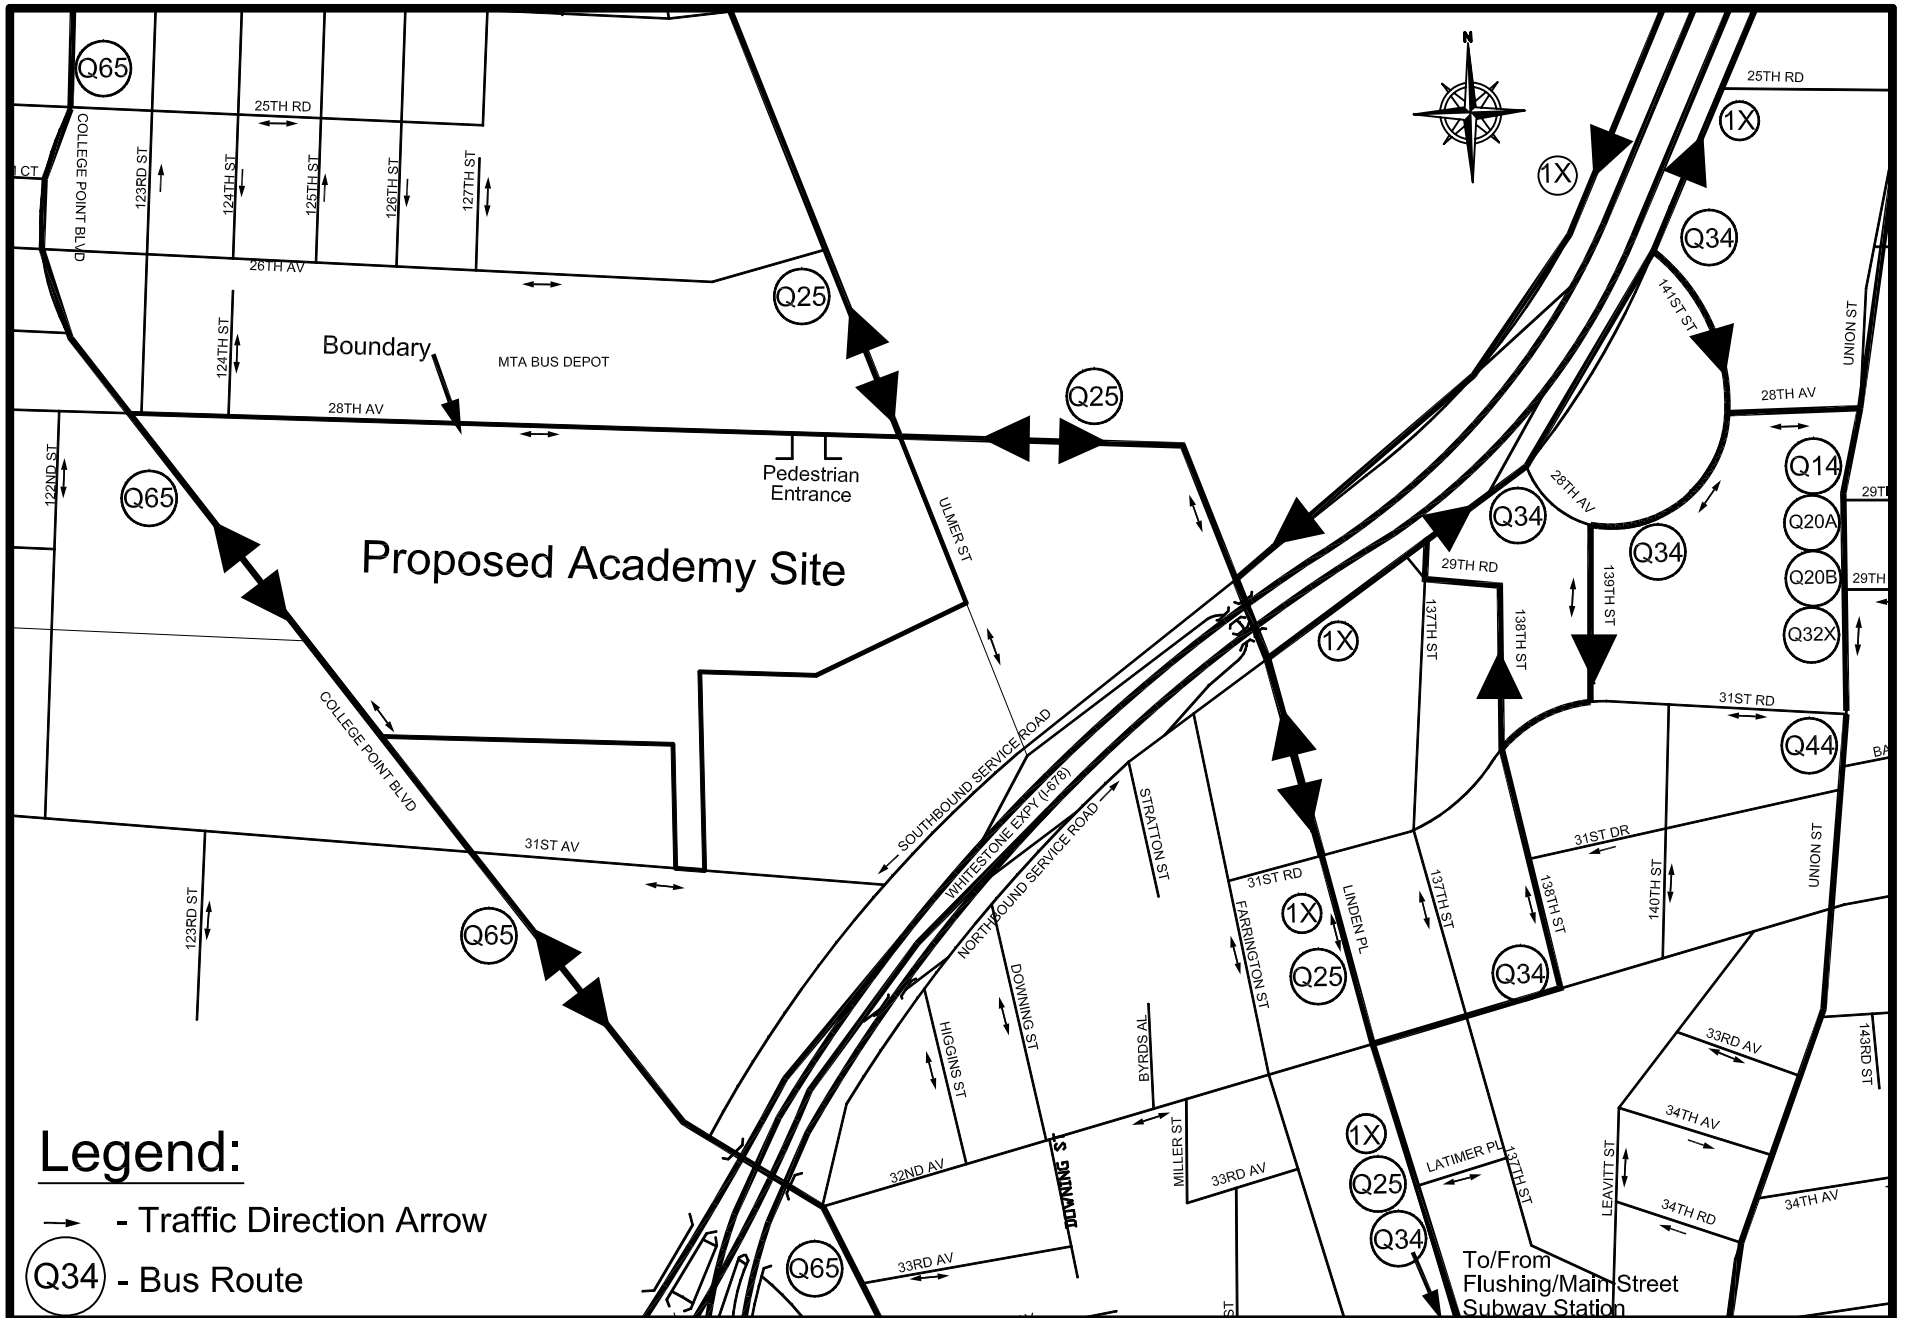 N
Q65
25TH RD
25TH RD
1X
1X
COLLEGE POINT BLVD
CT
123RD ST
124TH ST
125TH ST
126TH ST
127TH ST
Q34
26TH AV
Q25
141ST ST
UNION ST
124TH ST
Boundary
MTA BUS DEPOT
Q25
28TH AV
28TH AV
122ND ST
Q65
Pedestrian
Entrance
Q14
28TH AV
Q34
Q20A
ULMER ST
Proposed Academy Site
Q34
29TH RD
Q20B
29TH
139TH ST
137TH ST
138TH ST
1X
Q32X
COLLEGE POINT BLVD
31ST RD
Q44
SOUTHBOUND SERVICE ROAD
WHITESTONE EXPY (I-678)
NORTHBOUND SERVICE ROAD
STRATTON ST
31ST AV
31ST DR
UNION ST
31ST RD
123RD ST
1X
LINDEN PL
137TH ST
138TH ST
140TH ST
Q65
FARRINGTON ST
Q25
Q34
DOWNING ST
HIGGINS ST
BYRDS AL
33RD AV
143RD ST
34TH AV
Legend:
1X
MILLER ST
DOWNING ST
32ND AV
33RD AV
LATIMER PL
137TH ST
LEAVITT ST
Q25
34TH AV
34TH RD
- Traffic Direction Arrow
Q34
Q65
33RD AV
Q34 - Bus Route
To/From
Flushing/Main Street
Subway Station
ST